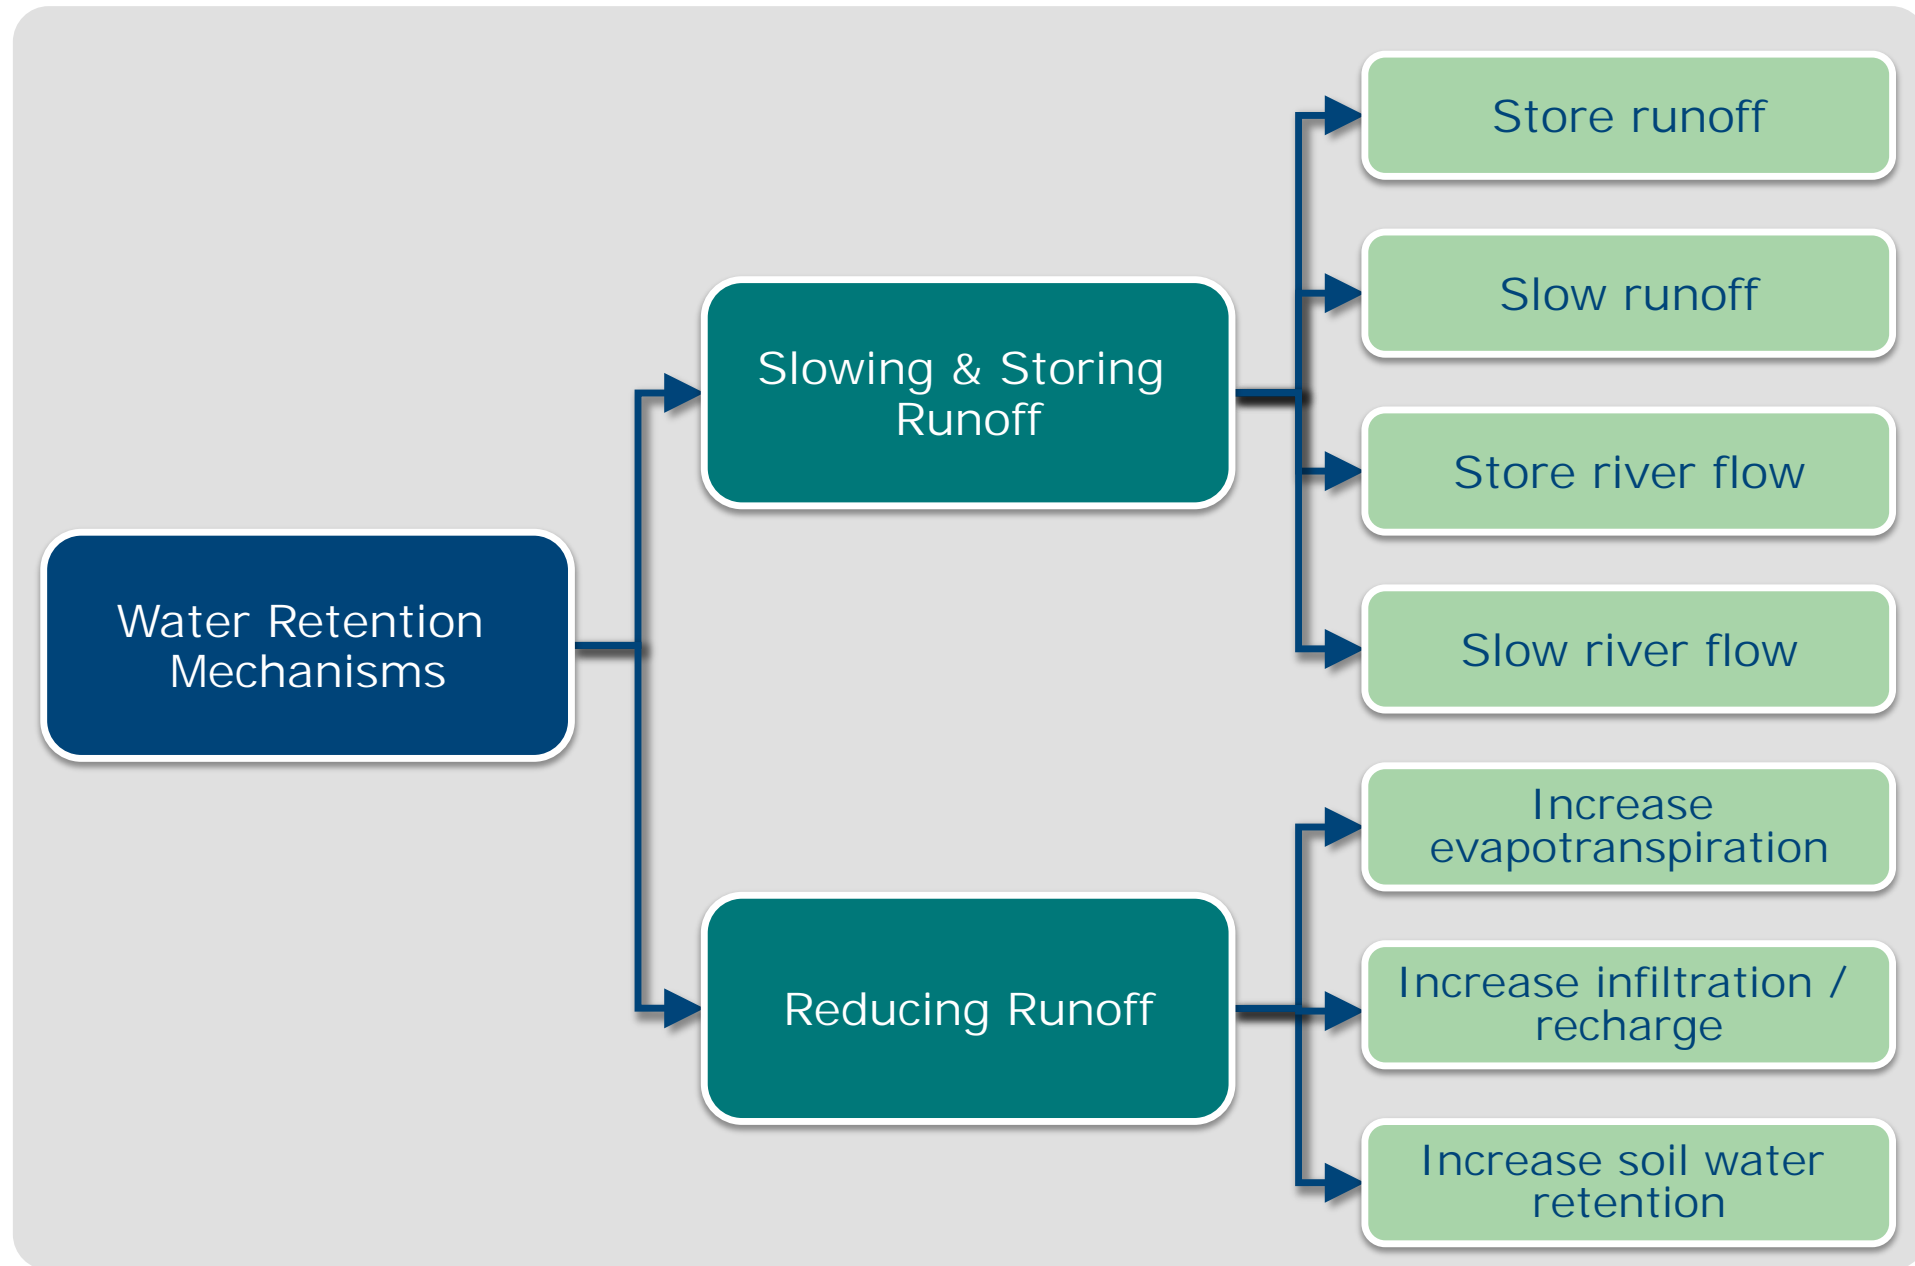 Water Retention
Mechanisms
Slowing & Storing
Runoff
Reducing Runoff
Store runoff
Slow runoff
Store river flow
Slow river flow
Increase
evapotranspiration
Increase infiltration /
recharge
Increase soil water
retention